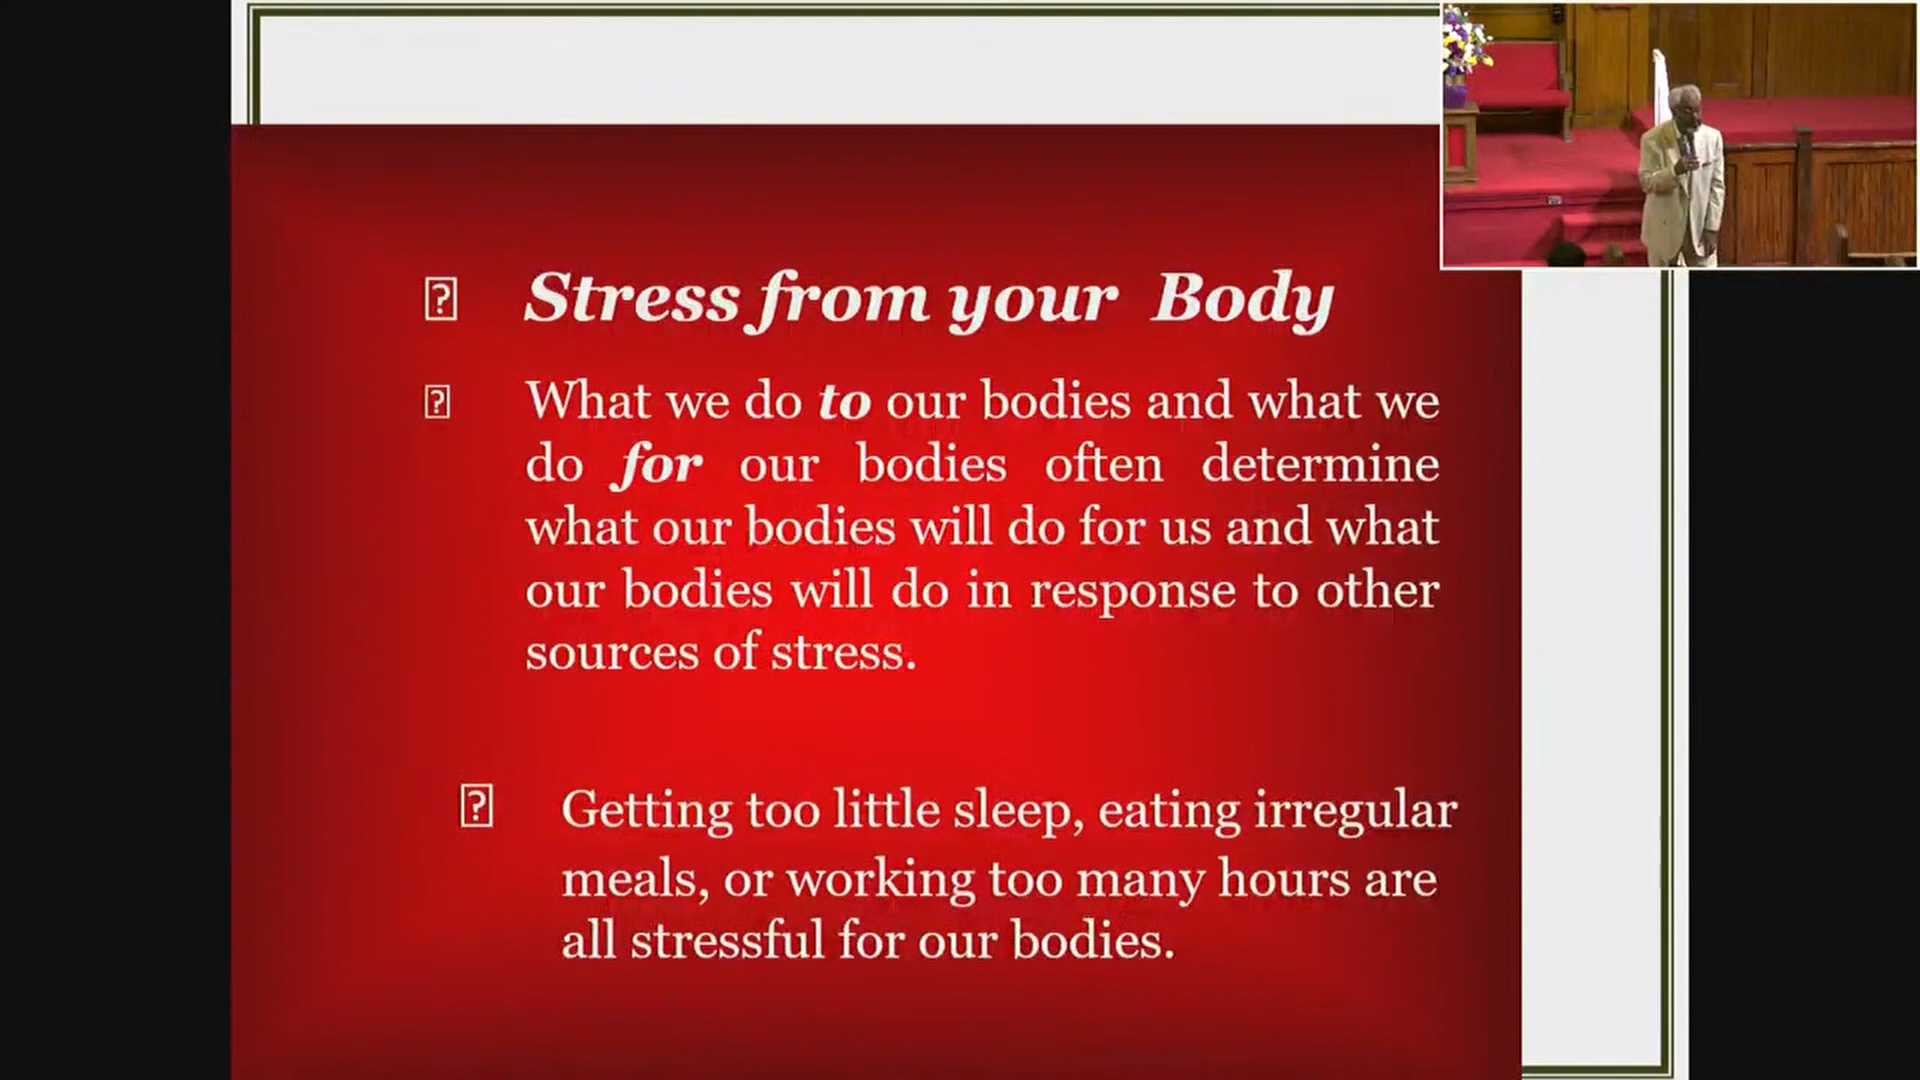 Stress from your Body
What we do to our bodies and what we
do for our bodies often determine
what our bodies will do for us and what
our bodies will do in response to other
sources of stress.
Getting too little sleep, eating irregular
meals, or working too many hours are
all stressful for our bodies.